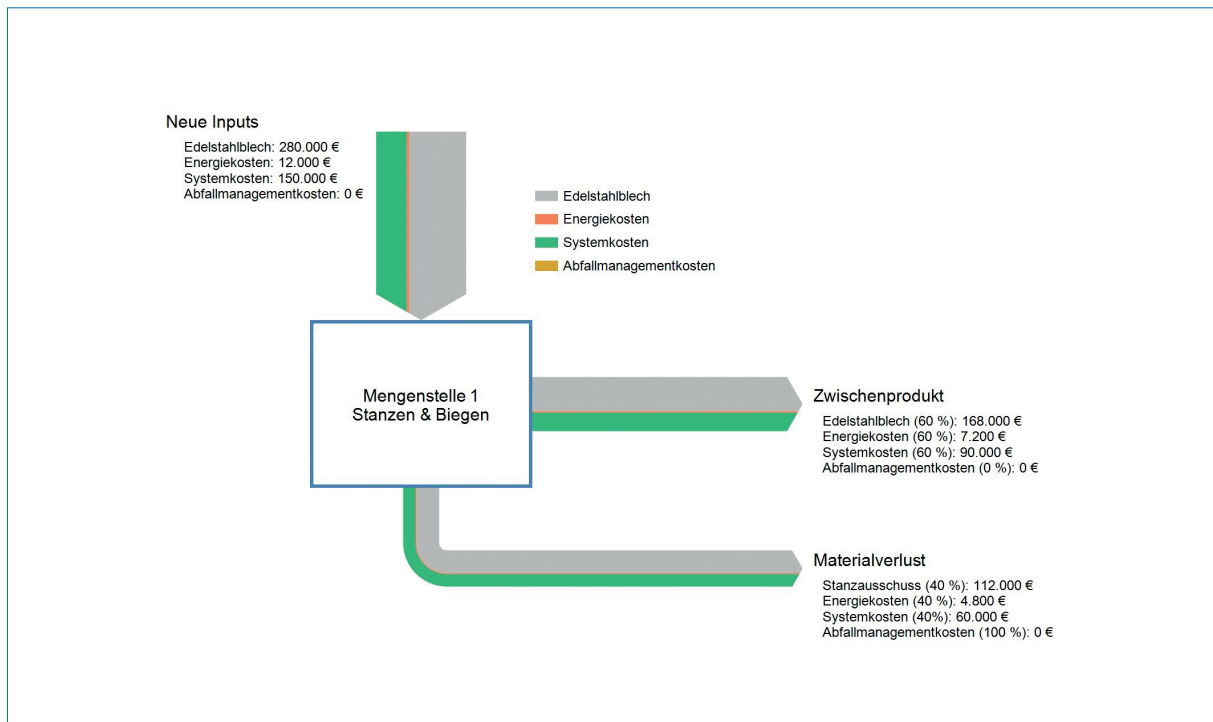 Neue Inputs
Edelstahlblech: 280.000 €
Energiekosten: 12.000 €
Systemkosten: 150.000 €
Abfallmanagementkosten: 0 €
Edelstahlblech
Energiekosten
Systemkosten
Abfallmanagementkosten
Mengenstelle 1
Stanzen & Biegen
Zwischenprodukt
Edelstahlblech (60 %): 168.000 €
Energiekosten (60 %): 7.200 €
Systemkosten (60 %): 90.000 €
Abfallmanagementkosten (0 %): 0 €
Materialverlust
Stanzausschuss (40 %): 112.000 €
Energiekosten (40 %): 4.800 €
Systemkosten (40%): 60.000 €
Abfallmanagementkosten (100 %): 0 €